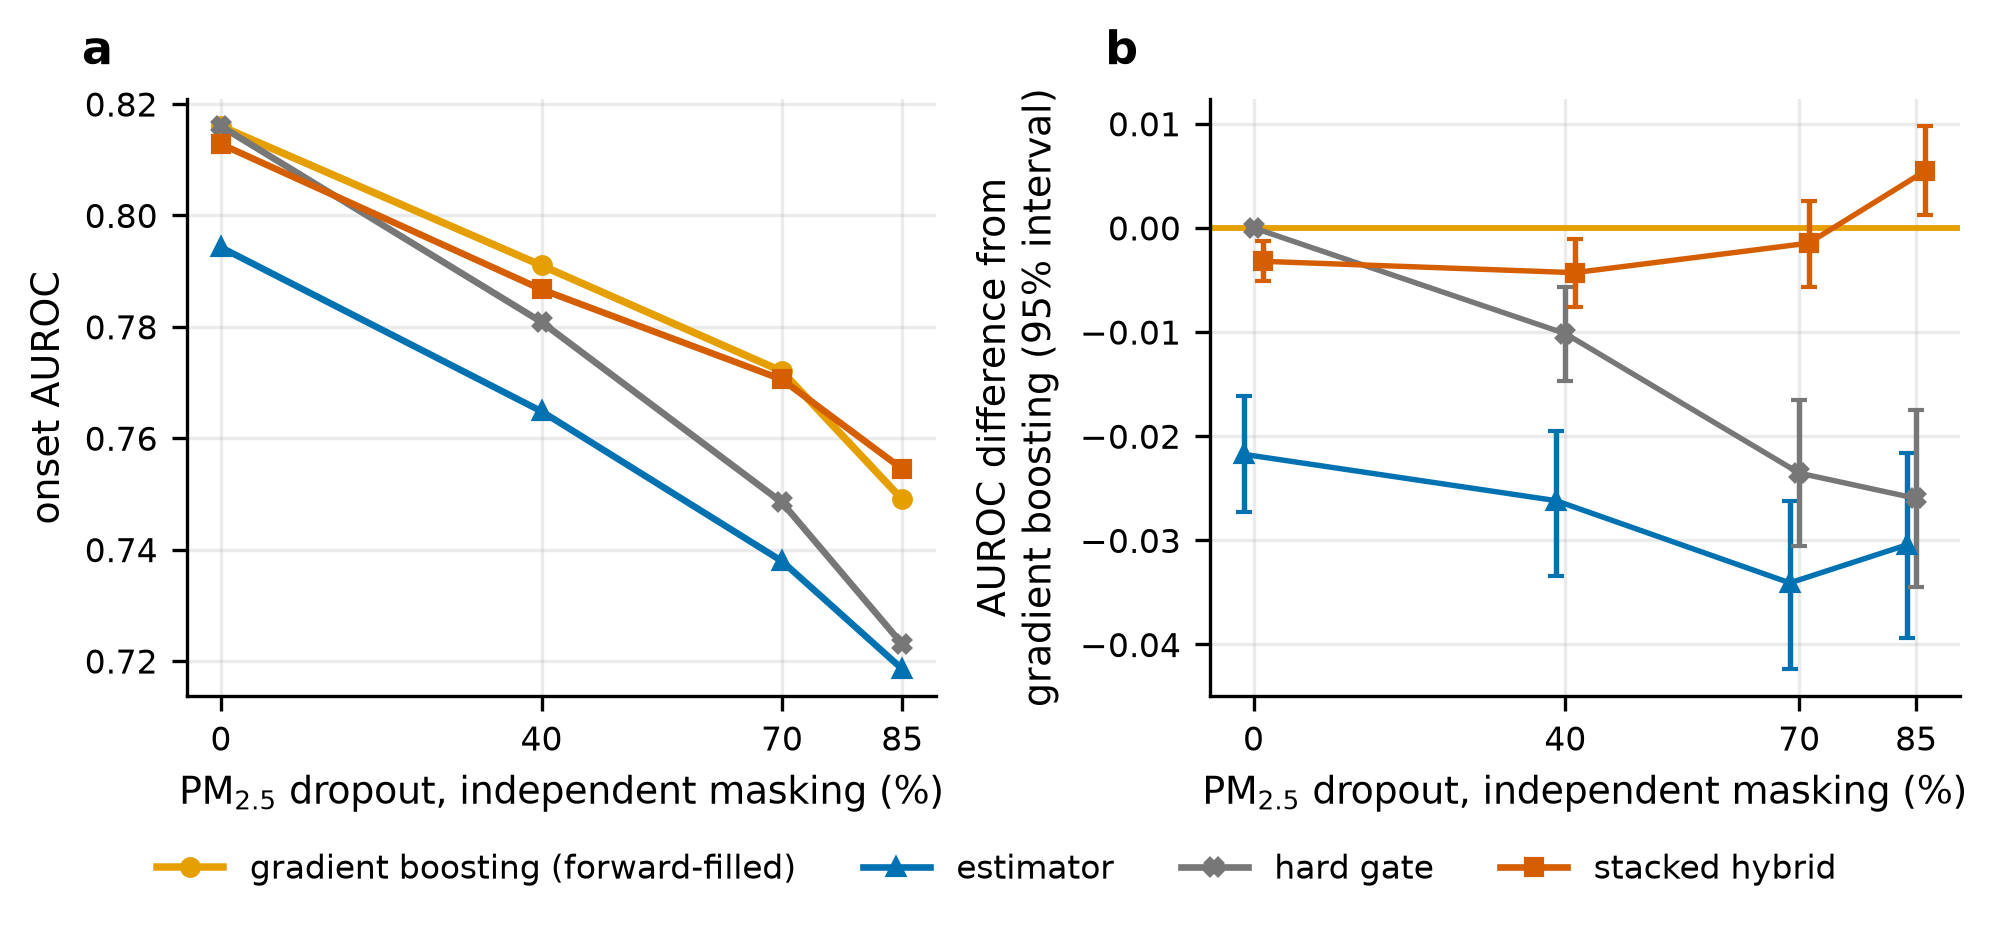 a
0.82
0.80
0.78
0.76
0.74
0.72
onset AUROC
0
40
70
85
PM2.5 dropout, independent masking (%)
b
0.01
0.00
−0.01
−0.02
−0.03
−0.04
AUROC difference from
gradient boosting (95% interval)
0
40
70
85
PM2.5 dropout, independent masking (%)
gradient boosting (forward-filled)
estimator
hard gate
stacked hybrid